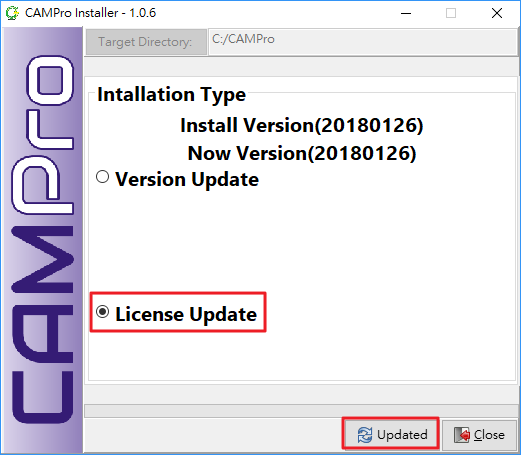 CAMPro Installer - 1.0.6
Target Directory:
C:/CAMPro
CAMPro
Intallation Type
Install Version(20180126)
Now Version(20180126)
Version Update
License Update
Updated
Close